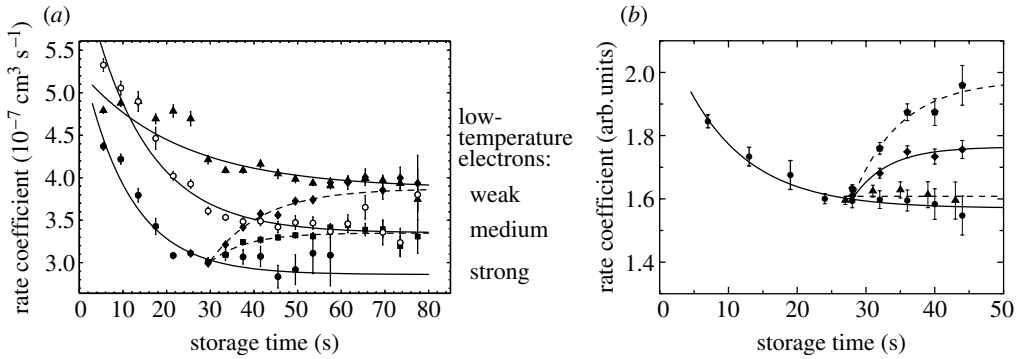 (a)
rate coefficient (10⁻⁷ cm³ s⁻¹)
5.5
5.0
4.5
4.0
3.5
3.0
0 10 20 30 40 50 60 70 80
storage time (s)
low-
temperature
electrons:
weak
medium
strong
(b)
rate coefficient (arb. units)
2.0
1.8
1.6
1.4
0 10 20 30 40 50
storage time (s)